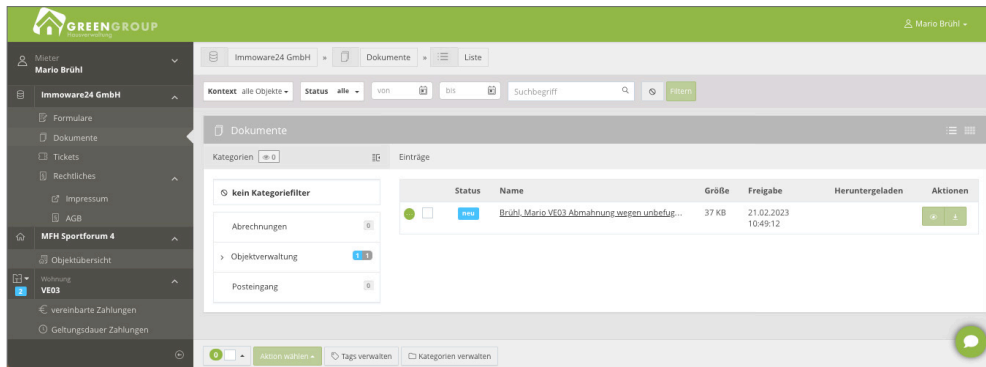 GREENGROUP
Hausverwaltung
Mario Brühl
Mieter
Mario Brühl
Immoware24 GmbH
Formulare
Dokumente
Tickets
Rechtliches
Impressum
AGB
MFH Sportforum 4
Objektübersicht
Wohnung
2 VE03
€ vereinbarte Zahlungen
Geltungsdauer Zahlungen
Immoware24 GmbH » Dokumente » Liste
Kontext alle Objekte Status alle von bis Suchbegriff Filtern
Dokumente
Kategorien 0 Einträge
kein Kategoriefilter
Abrechnungen 0
› Objektverwaltung 1 1
Posteingang 0
Status Name Größe Freigabe Heruntergeladen Aktionen
neu Brühl, Mario VE03 Abmahnung wegen unbefug... 37 KB 21.02.2023
10:49:12
0 Aktion wählen Tags verwalten Kategorien verwalten